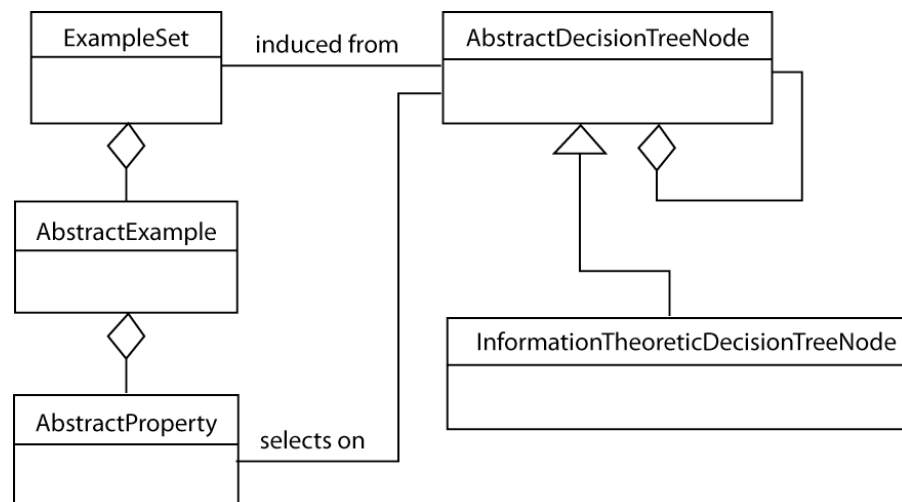 ExampleSet
induced from
AbstractDecisionTreeNode
AbstractExample
InformationTheoreticDecisionTreeNode
AbstractProperty
selects on